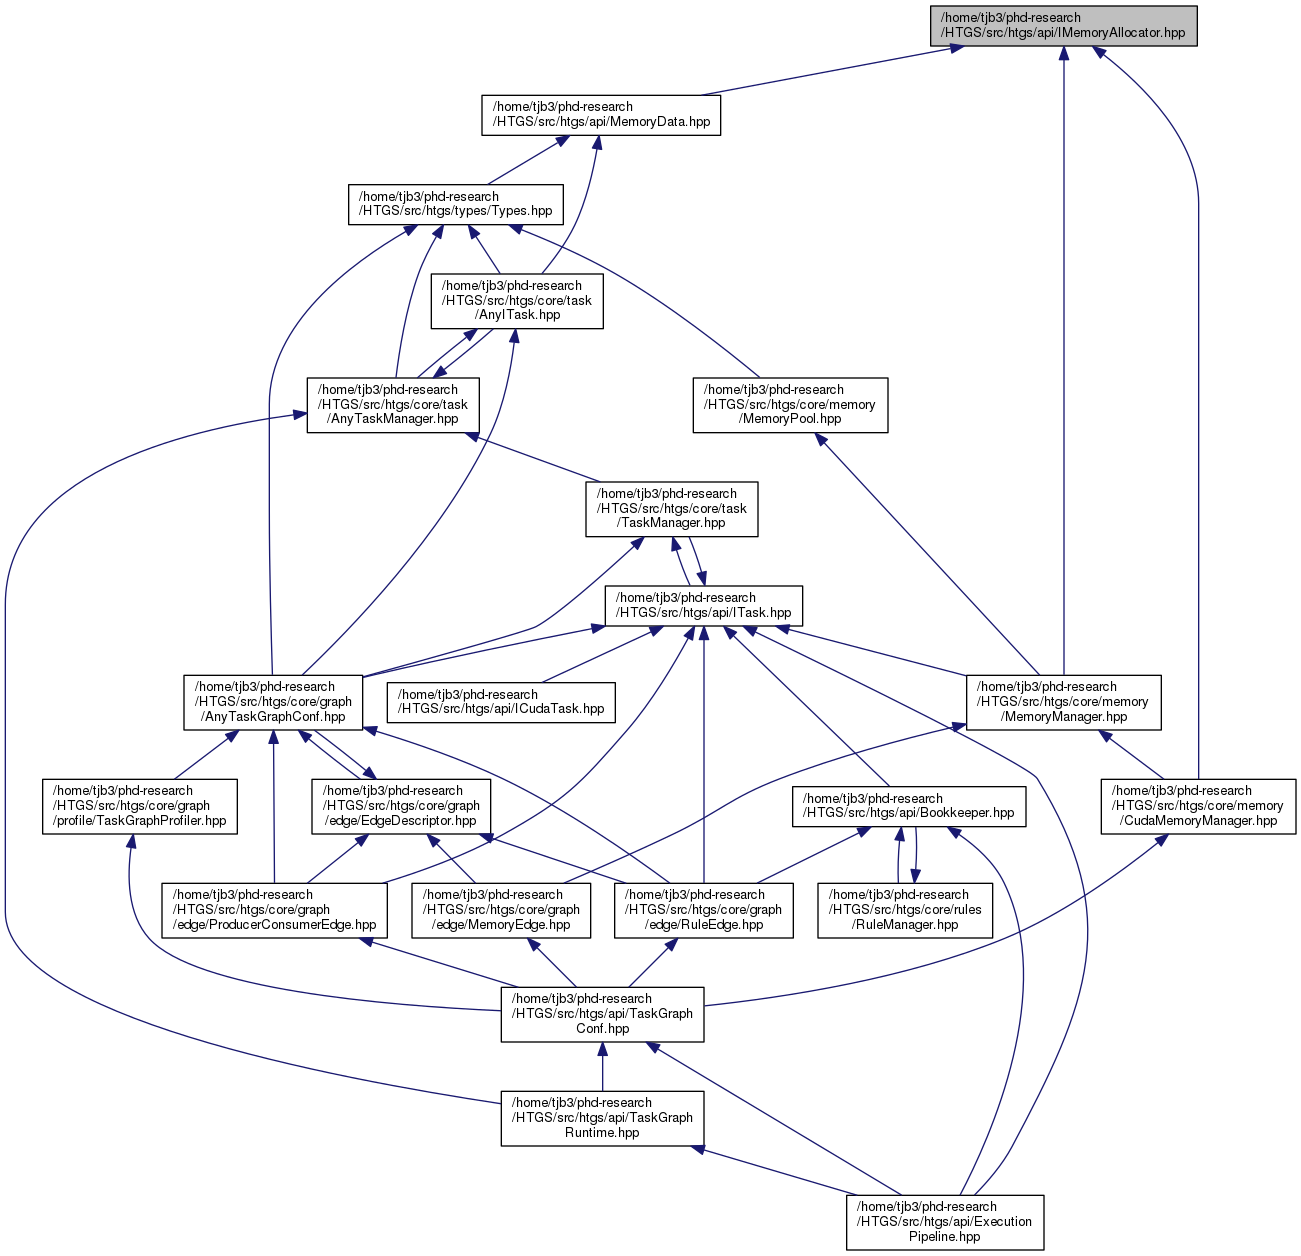 /home/tjb3/phd-research
/HTGS/src/htgs/api/IMemoryAllocator.hpp
/home/tjb3/phd-research
/HTGS/src/htgs/api/MemoryData.hpp
/home/tjb3/phd-research
/HTGS/src/htgs/types/Types.hpp
/home/tjb3/phd-research
/HTGS/src/htgs/core/task
/AnyITask.hpp
/home/tjb3/phd-research
/HTGS/src/htgs/core/task
/AnyTaskManager.hpp
/home/tjb3/phd-research
/HTGS/src/htgs/core/memory
/MemoryPool.hpp
/home/tjb3/phd-research
/HTGS/src/htgs/core/task
/TaskManager.hpp
/home/tjb3/phd-research
/HTGS/src/htgs/api/ITask.hpp
/home/tjb3/phd-research
/HTGS/src/htgs/core/graph
/AnyTaskGraphConf.hpp
/home/tjb3/phd-research
/HTGS/src/htgs/api/ICudaTask.hpp
/home/tjb3/phd-research
/HTGS/src/htgs/core/memory
/MemoryManager.hpp
/home/tjb3/phd-research
/HTGS/src/htgs/core/graph
/profile/TaskGraphProfiler.hpp
/home/tjb3/phd-research
/HTGS/src/htgs/core/graph
/edge/EdgeDescriptor.hpp
/home/tjb3/phd-research
/HTGS/src/htgs/api/Bookkeeper.hpp
/home/tjb3/phd-research
/HTGS/src/htgs/core/memory
/CudaMemoryManager.hpp
/home/tjb3/phd-research
/HTGS/src/htgs/core/graph
/edge/ProducerConsumerEdge.hpp
/home/tjb3/phd-research
/HTGS/src/htgs/core/graph
/edge/MemoryEdge.hpp
/home/tjb3/phd-research
/HTGS/src/htgs/core/graph
/edge/RuleEdge.hpp
/home/tjb3/phd-research
/HTGS/src/htgs/core/rules
/RuleManager.hpp
/home/tjb3/phd-research
/HTGS/src/htgs/api/TaskGraph
Conf.hpp
/home/tjb3/phd-research
/HTGS/src/htgs/api/TaskGraph
Runtime.hpp
/home/tjb3/phd-research
/HTGS/src/htgs/api/Execution
Pipeline.hpp